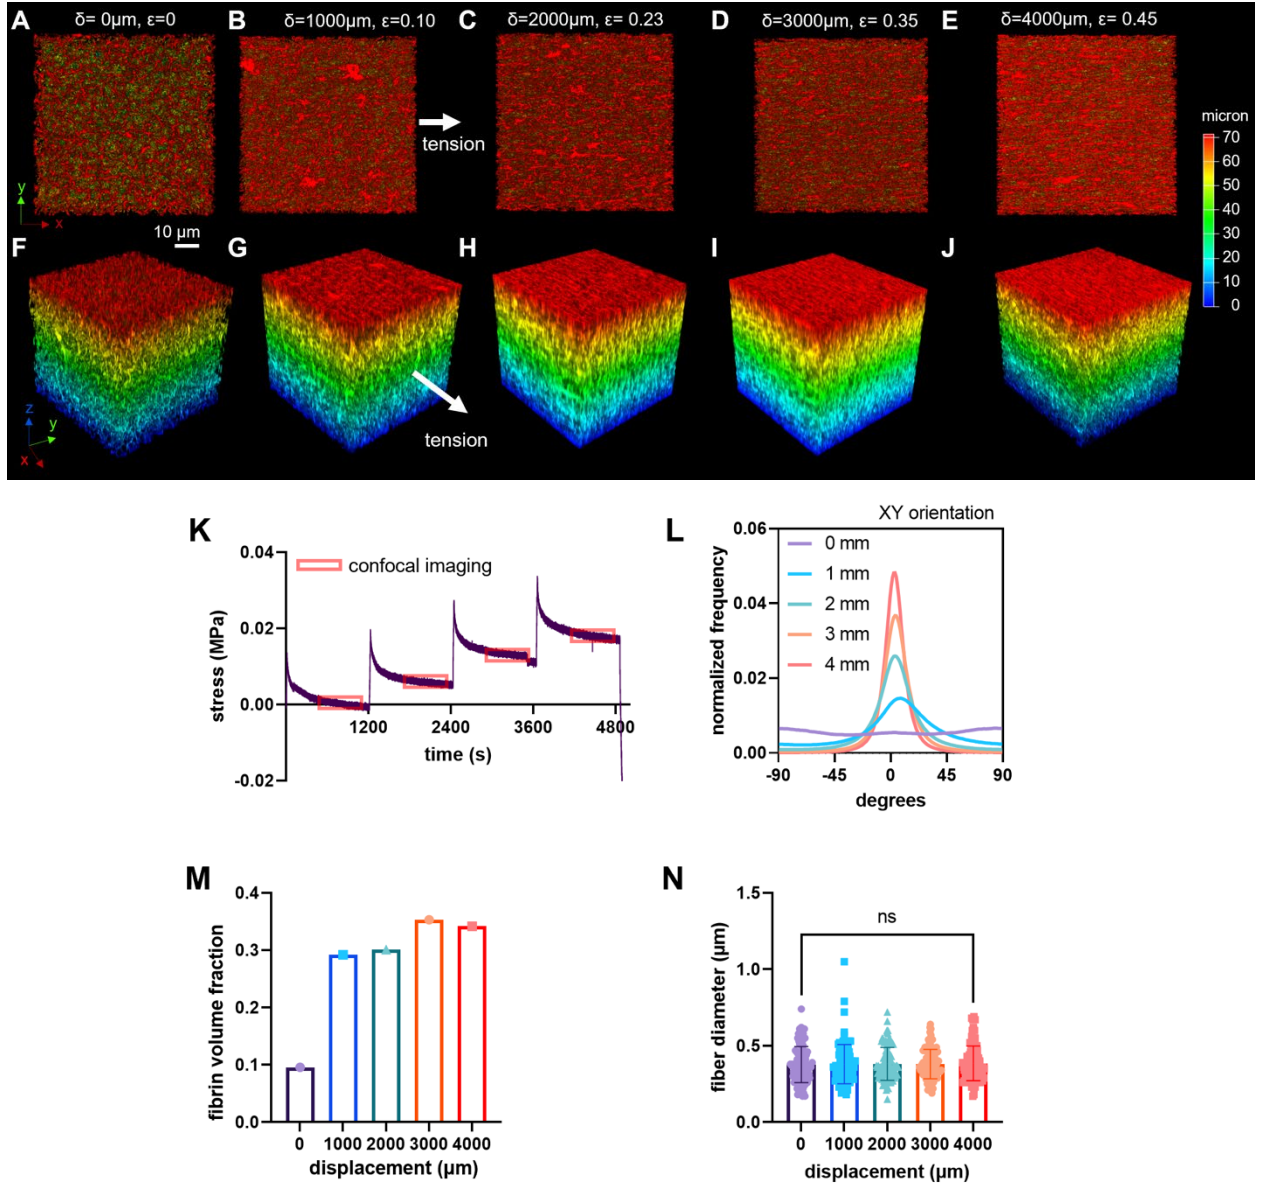 A δ= 0μm, ε=0 B δ=1000μm, ε=0.10 C δ=2000μm, ε= 0.23 D δ=3000μm, ε= 0.35 E δ=4000μm, ε= 0.45
tension
y
x
10 μm
micron
70
60
50
40
30
20
10
0
F G H I J
z
y
x
tension
K
confocal imaging
stress (MPa)
0.04
0.02
0.00
-0.02
1200 2400 3600 4800
time (s)
L
XY orientation
normalized frequency
0.06
0.04
0.02
0.00
0 mm
1 mm
2 mm
3 mm
4 mm
-90 -45 0 45 90
degrees
M
fibrin volume fraction
0.4
0.3
0.2
0.1
0.0
0 1000 2000 3000 4000
displacement (μm)
N
fiber diameter (μm)
1.5
1.0
0.5
0.0
ns
0 1000 2000 3000 4000
displacement (μm)